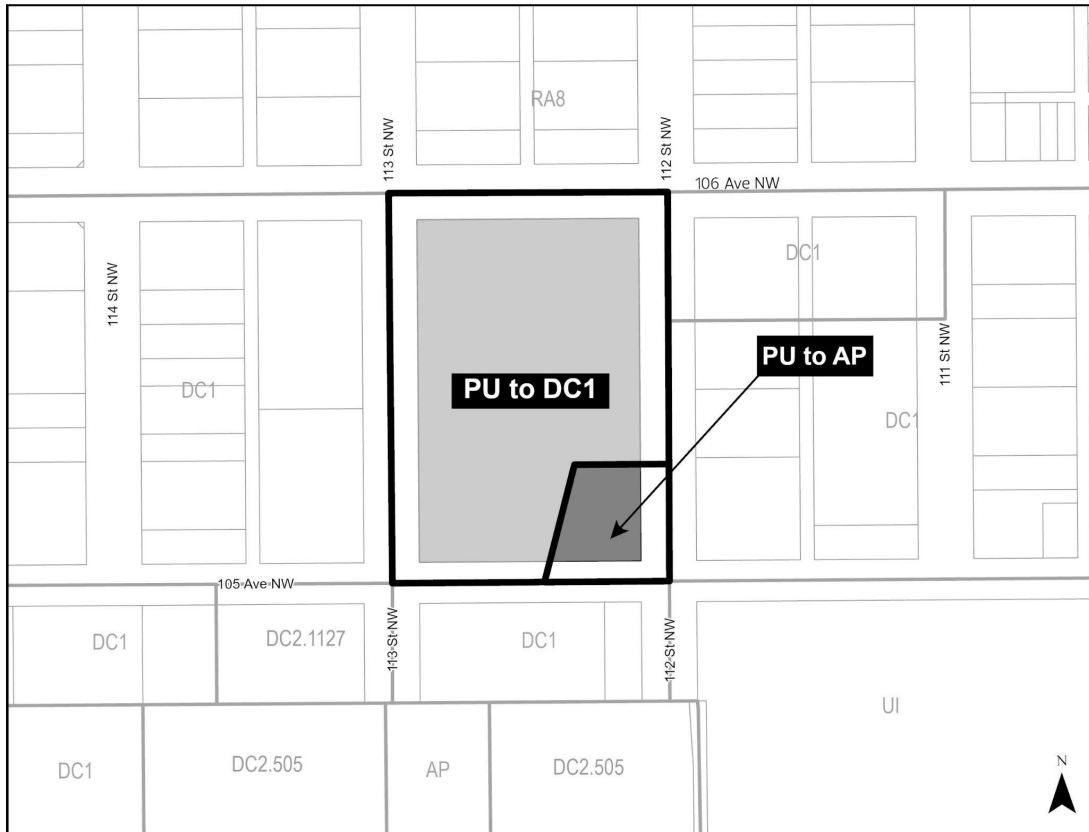 RA8
113 St NW
112 St NW
106 Ave NW
DC1
114 St NW
PU to AP
111 St NW
PU to DC1
DC1
DC1
105 Ave NW
DC1
DC2.1127
113 St NW
DC1
112 St NW
UI
DC1
DC2.505
AP
DC2.505
N